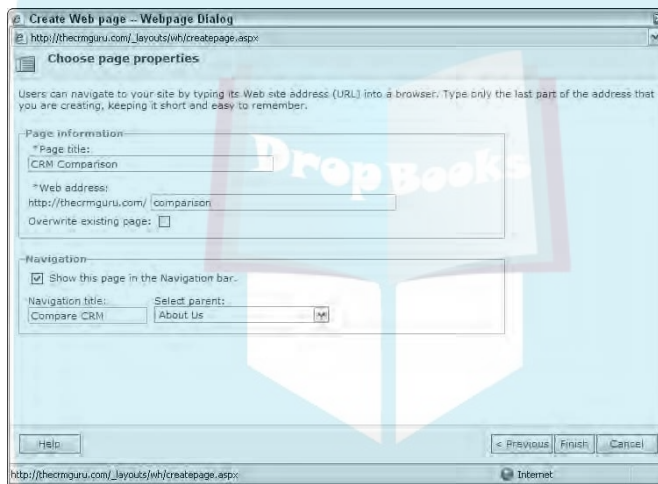 Create Web page -- Webpage Dialog
http://thecrmguru.com/_layouts/wh/createpage.aspx
Choose page properties
Users can navigate to your site by typing its Web site address (URL) into a browser. Type only the last part of the address that
you are creating, keeping it short and easy to remember.
Page information
*Page title:
CRM Comparison
*Web address:
http://thecrmguru.com/ comparison
Overwrite existing page:
Navigation
Show this page in the Navigation bar.
Navigation title: Select parent:
Compare CRM About Us
DropBooks
Help < Previous Finish Cancel
http://thecrmguru.com/_layouts/wh/createpage.aspx Internet